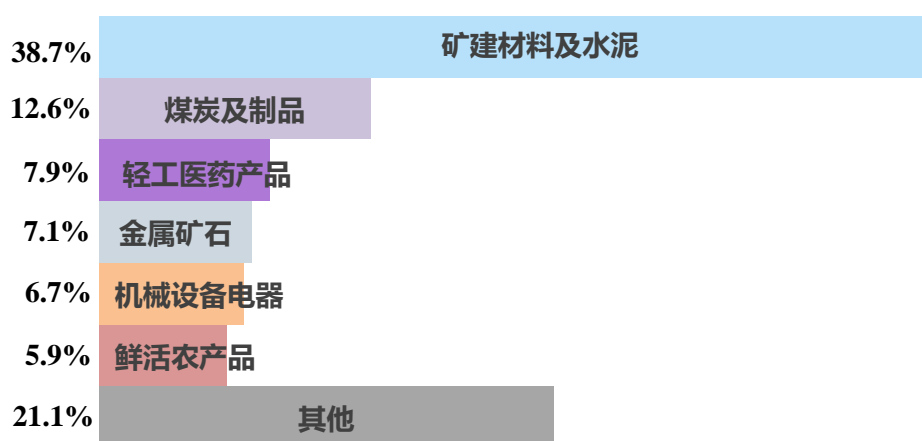 38.7% 矿建材料及水泥
12.6% 煤炭及制品
7.9% 轻工医药产品
7.1% 金属矿石
6.7% 机械设备电器
5.9% 鲜活农产品
21.1% 其他